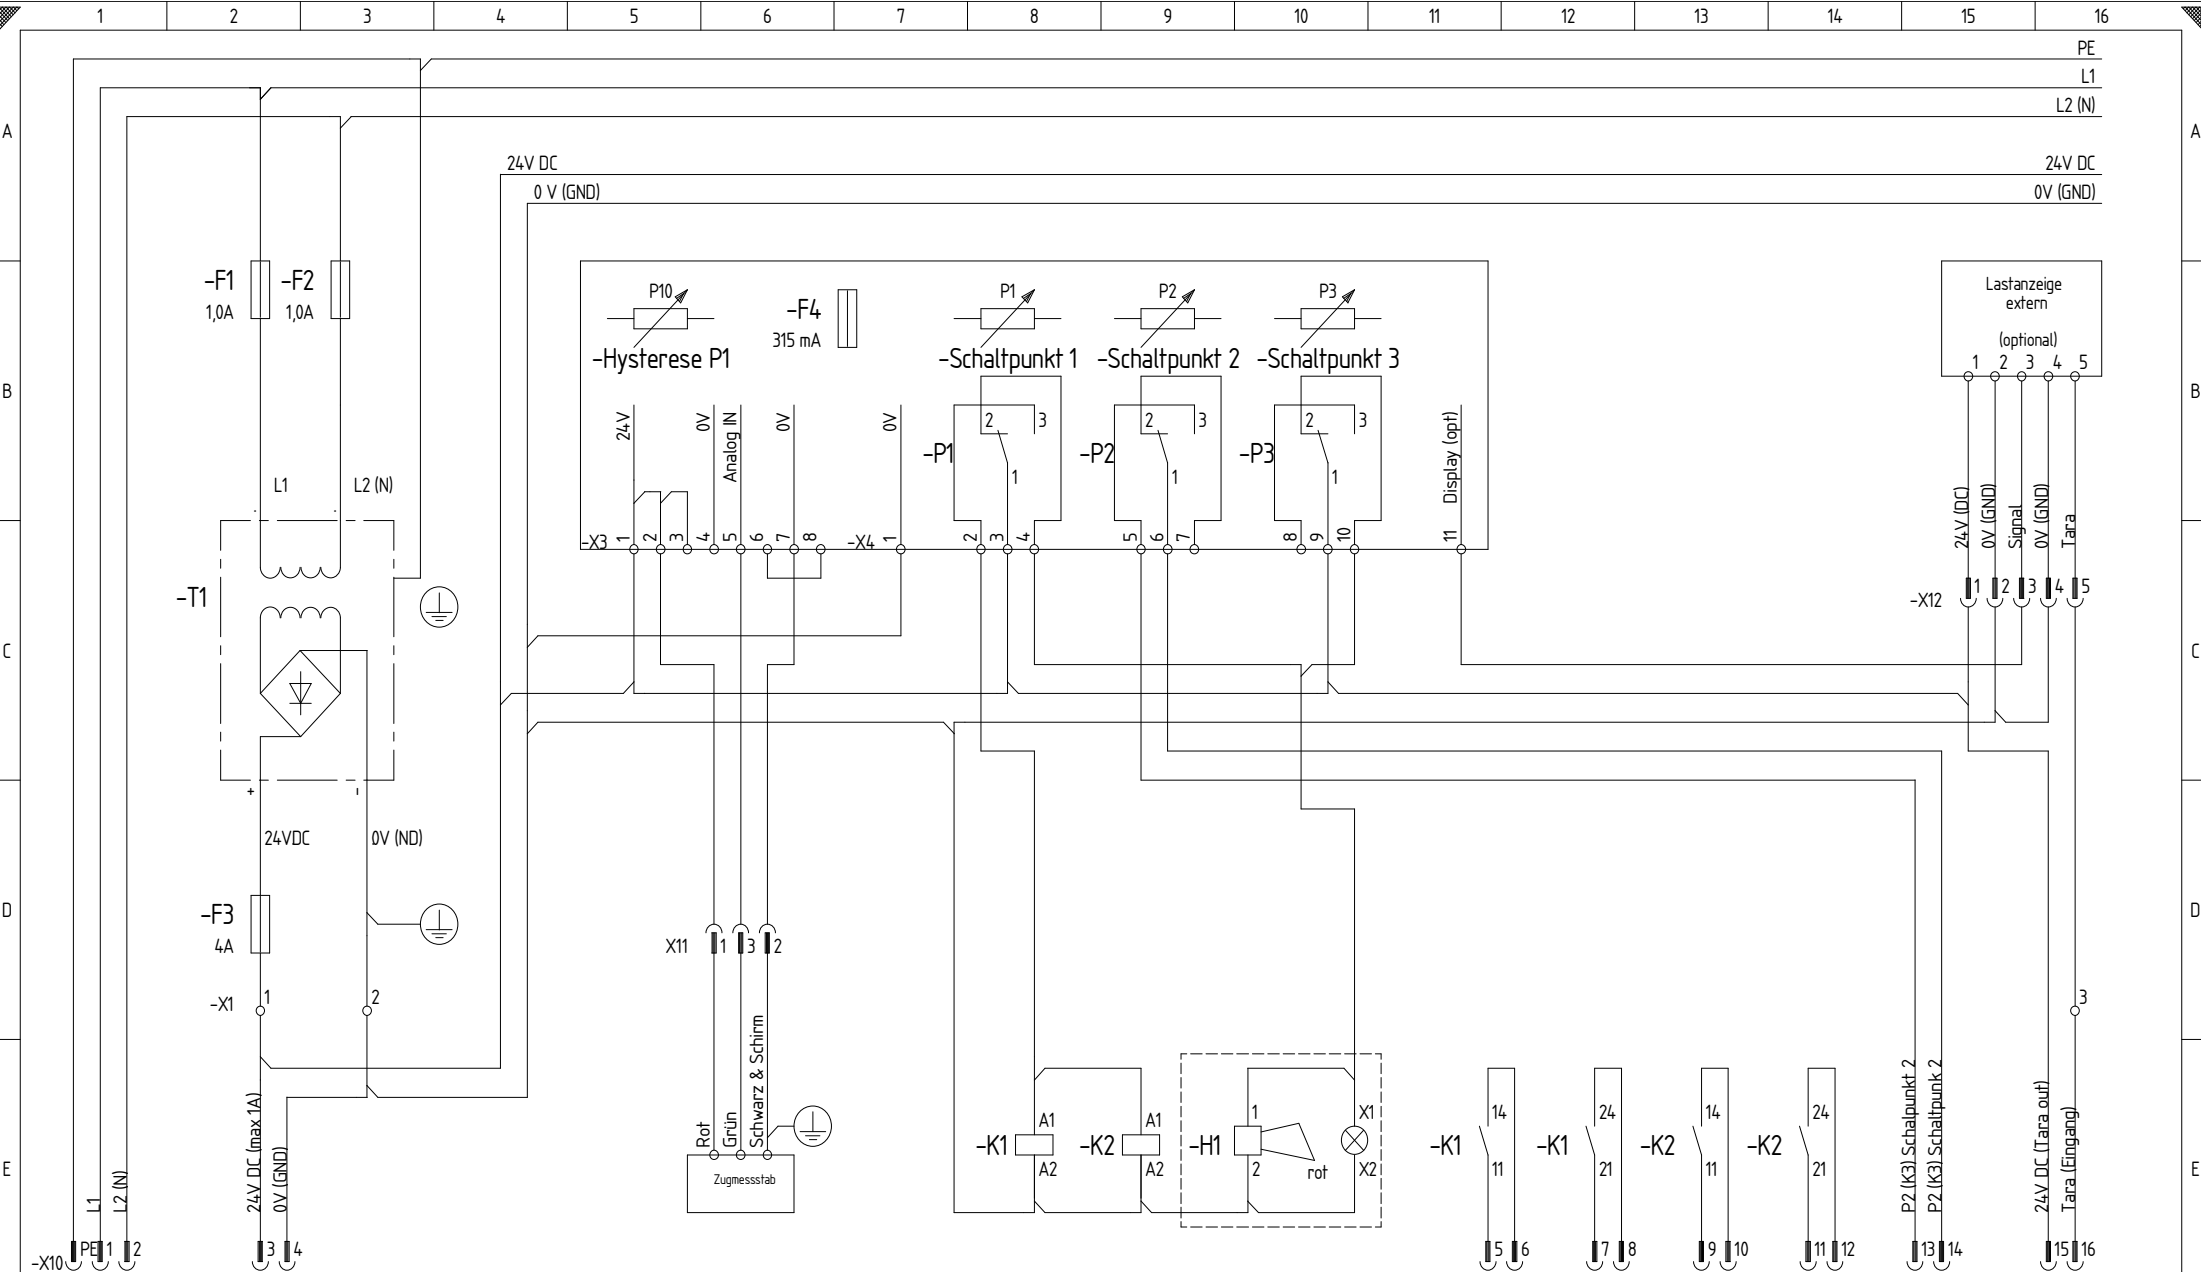 1 2 3 4 5 6 7 8 9 10 11 12 13 14 15 16
PE
L1
L2 (N)
A A
24V DC 24V DC
0 V (GND) 0V (GND)
-F1 -F2
1,0A 1,0A
P10
-F4
315 mA
P1 P2 P3
Lastanzeige
extern
(optional)
-Hysterese P1 -Schaltpunkt 1 -Schaltpunkt 2 -Schaltpunkt 3
1 2 3 4 5
B B
24V 0V Analog IN 0V 0V
2 3 2 3 2 3
-P1 -P2 -P3
1 1 1
Display (opt)
L1 L2 (N)
24V (DC) 0V (GND) Signal 0V (GND) Tara
-X3 1 2 3 4 5 6 7 8 -X4 1 2 3 4 5 6 7 8 9 10 11
-T1
-X12 1 2 3 4 5
C C
+ -
24VDC 0V (ND)
D D
-F3
4A
X11 1 3 2
-X1 1 2
3
24V DC (max 1A)
0V (GND)
Rot
Grün
Schwarz & Schirm
Zugmessstab
A1 A1 1 X1
-K1 -K2 -H1
A2 A2 2 rot X2
14 24 14 24
-K1 -K1 -K2 -K2
11 21 11 21
P2 (K3) Schalpunkt 2
P2 (K3) Schaltpunk 2
24V DC (Tara out)
Tara (Eingang)
E E
L1
L2 (N)
-X10 PE 1 2 3 4 5 6 7 8 9 10 11 12 13 14 15 16